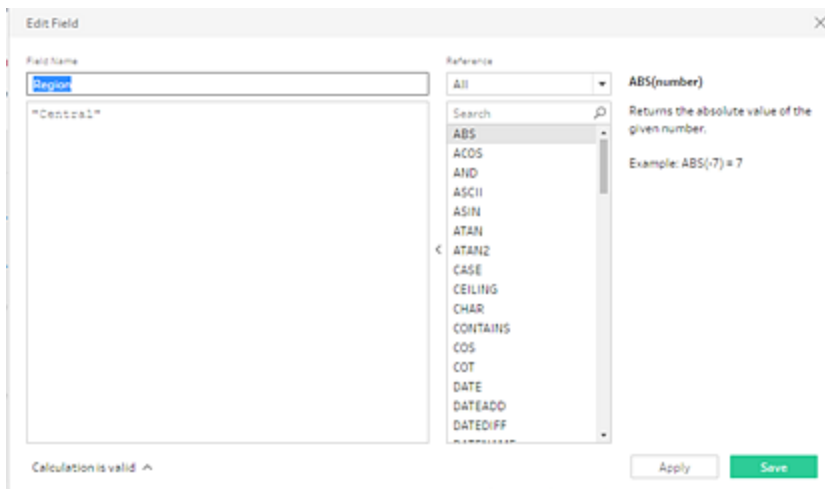 Edit Field
Field Name
Region
"Central"
Reference
All
Search
ABS
ACOS
AND
ASCII
ASIN
ATAN
ATAN2
CASE
CEILING
CHAR
CONTAINS
COS
COT
DATE
DATEADD
DATEDIFF
DATENAME
ABS(number)
Returns the absolute value of the
given number.
Example: ABS(-7) = 7
Calculation is valid
Apply
Save